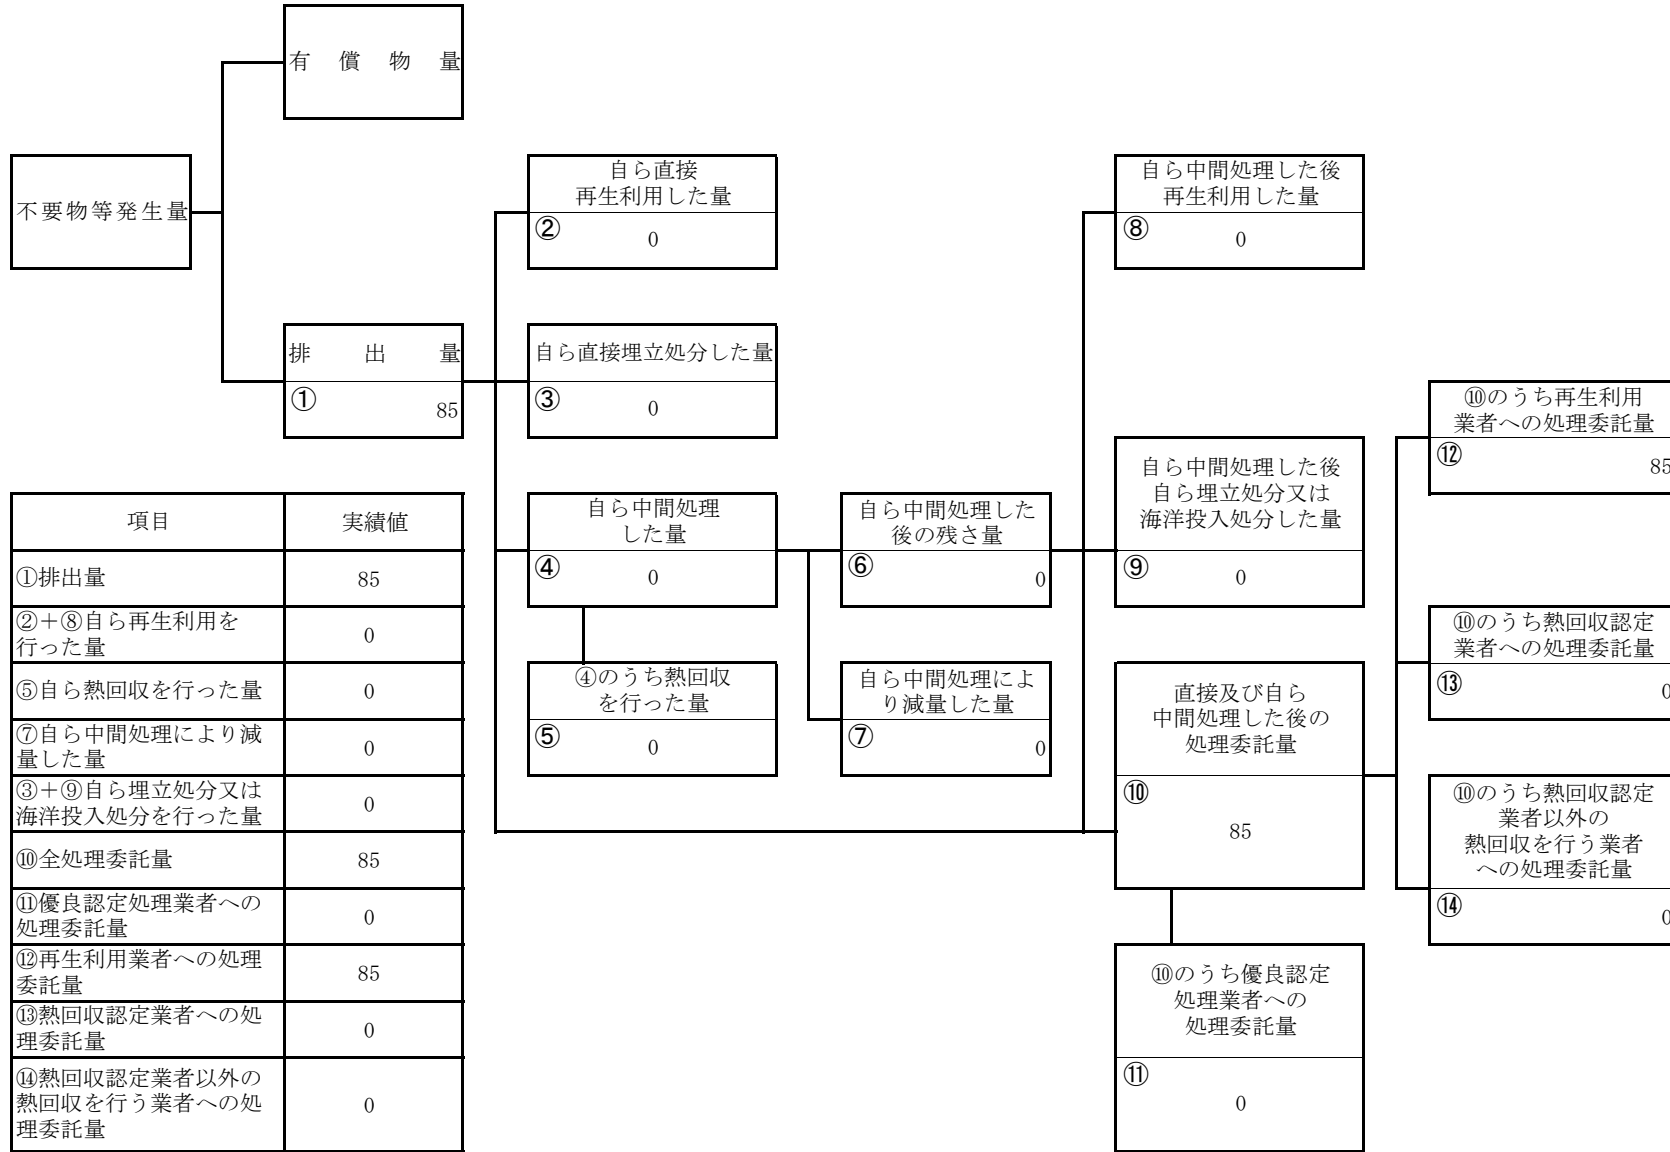 有償物量
不要物等発生量
排出量
①
85
自ら直接
再生利用した量
②
0
自ら直接埋立処分した量
③
0
自ら中間処理
した量
④
0
④のうち熱回収
を行った量
⑤
0
自ら中間処理した
後の残さ量
⑥
0
自ら中間処理によ
り減量した量
⑦
0
自ら中間処理した後
再生利用した量
⑧
0
自ら中間処理した後
自ら埋立処分又は
海洋投入処分した量
⑨
0
直接及び自ら
中間処理した後の
処理委託量
⑩
85
⑩のうち優良認定
処理業者への
処理委託量
⑪
0
⑩のうち再生利用
業者への処理委託量
⑫
85
⑩のうち熱回収認定
業者への処理委託量
⑬
0
⑩のうち熱回収認定
業者以外の
熱回収を行う業者
への処理委託量
⑭
0
項目 実績値
①排出量 85
②+⑧自ら再生利用を
行った量 0
⑤自ら熱回収を行った量 0
⑦自ら中間処理により減
量した量 0
③+⑨自ら埋立処分又は
海洋投入処分を行った量 0
⑩全処理委託量 85
⑪優良認定処理業者への
処理委託量 0
⑫再生利用業者への処理
委託量 85
⑬熱回収認定業者への処
理委託量 0
⑭熱回収認定業者以外の
熱回収を行う業者への処
理委託量 0